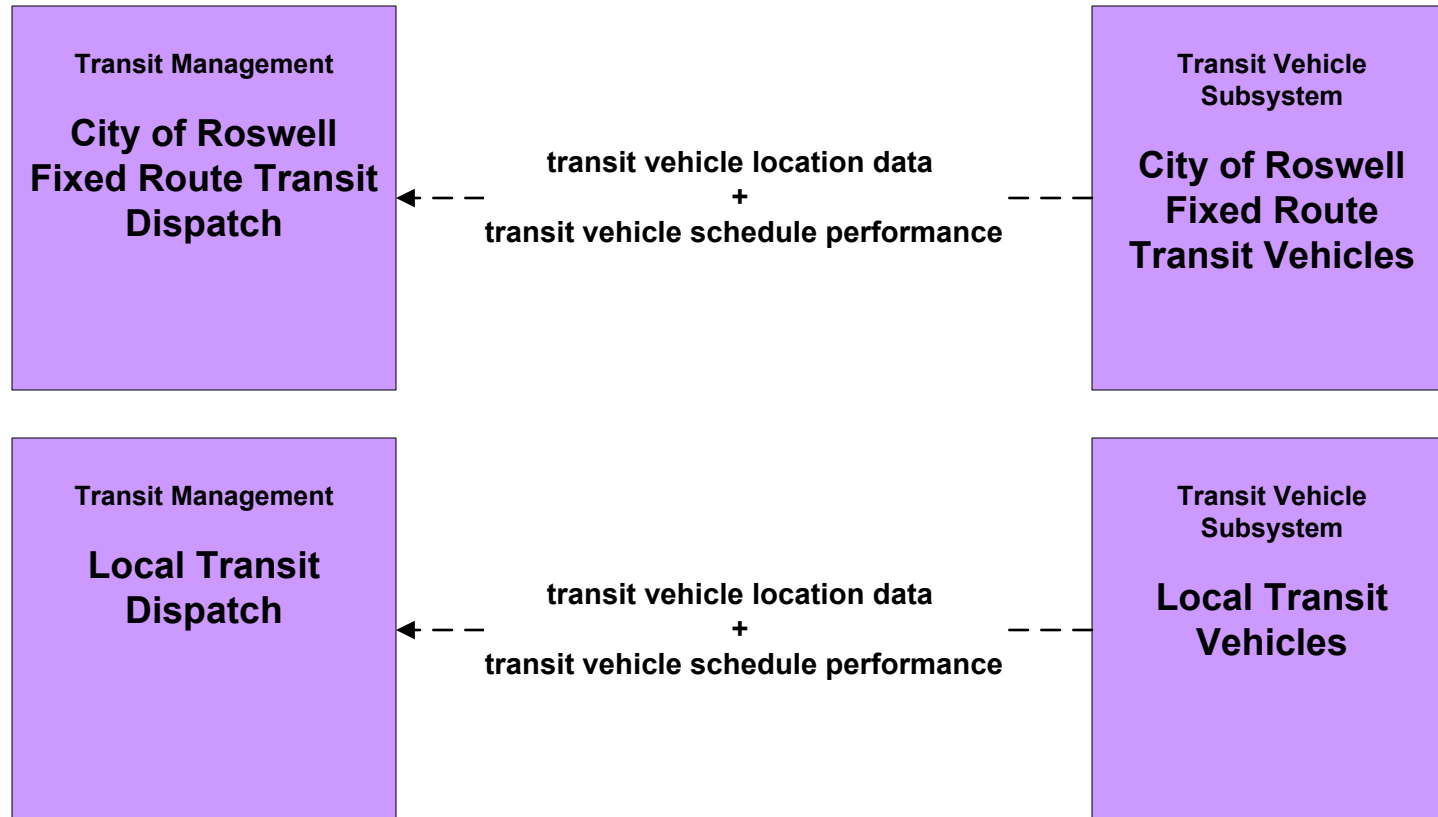 Transit Management
City of Roswell
Fixed Route Transit
Dispatch
transit vehicle location data
+
transit vehicle schedule performance
Transit Vehicle
Subsystem
City of Roswell
Fixed Route
Transit Vehicles
Transit Management
Local Transit
Dispatch
transit vehicle location data
+
transit vehicle schedule performance
Transit Vehicle
Subsystem
Local Transit
Vehicles